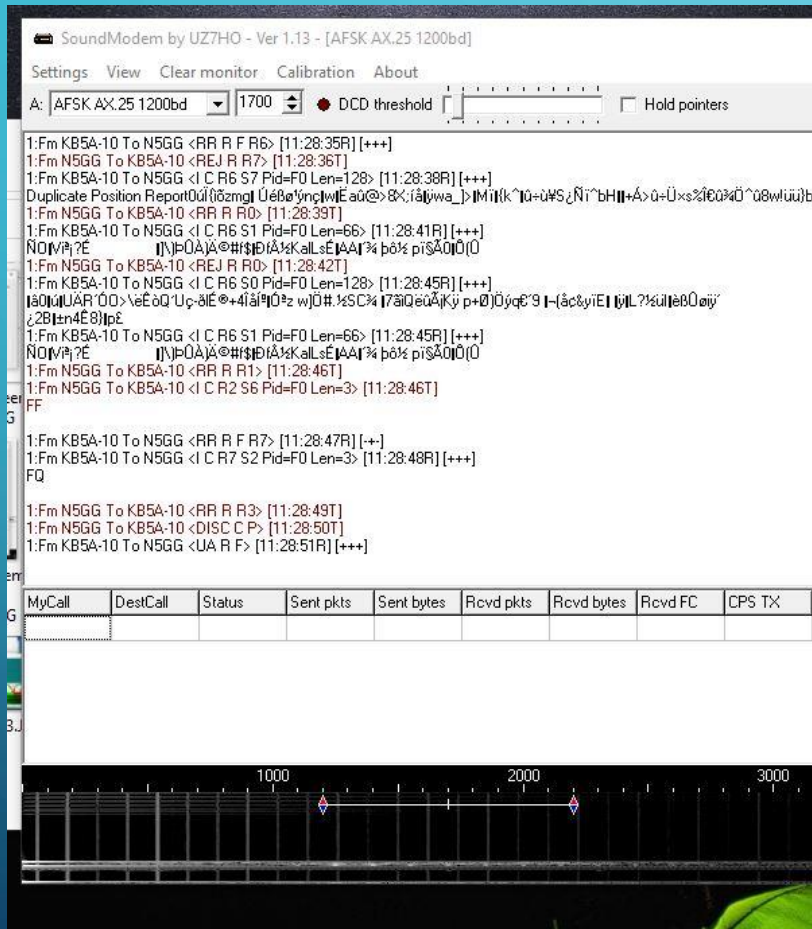 SoundModem by UZ7HO - Ver 1.13 - [AFSK AX.25 1200bd]
Settings View Clear monitor Calibration About
A: AFSK AX.25 1200bd 1700 DCD threshold Hold pointers
1:Fm KB5A-10 To N5GG <RR R F R6> [11:28:35R] [+++]
1:Fm N5GG To KB5A-10 <REJ R R7> [11:28:36T]
1:Fm KB5A-10 To N5GG <I C R6 S7 Pid=F0 Len=128> [11:28:38R] [+++]
Duplicate Position Report
1:Fm N5GG To KB5A-10 <RR R R0> [11:28:39T]
1:Fm KB5A-10 To N5GG <I C R6 S1 Pid=F0 Len=66> [11:28:41R] [+++]
1:Fm N5GG To KB5A-10 <REJ R R0> [11:28:42T]
1:Fm KB5A-10 To N5GG <I C R6 S0 Pid=F0 Len=128> [11:28:45R] [+++]
1:Fm KB5A-10 To N5GG <I C R6 S1 Pid=F0 Len=66> [11:28:45R] [+++]
1:Fm N5GG To KB5A-10 <RR R R1> [11:28:46T]
1:Fm N5GG To KB5A-10 <I C R2 S6 Pid=F0 Len=3> [11:28:46T]
FF
1:Fm KB5A-10 To N5GG <RR R F R7> [11:28:47R] [-+-]
1:Fm KB5A-10 To N5GG <I C R7 S2 Pid=F0 Len=3> [11:28:48R] [+++]
FQ
1:Fm N5GG To KB5A-10 <RR R R3> [11:28:49T]
1:Fm N5GG To KB5A-10 <DISC C P> [11:28:50T]
1:Fm KB5A-10 To N5GG <UA R F> [11:28:51R] [+++]
MyCall DestCall Status Sent pkts Sent bytes Rcvd pkts Rcvd bytes Rcvd FC CPS TX
1000 2000 3000